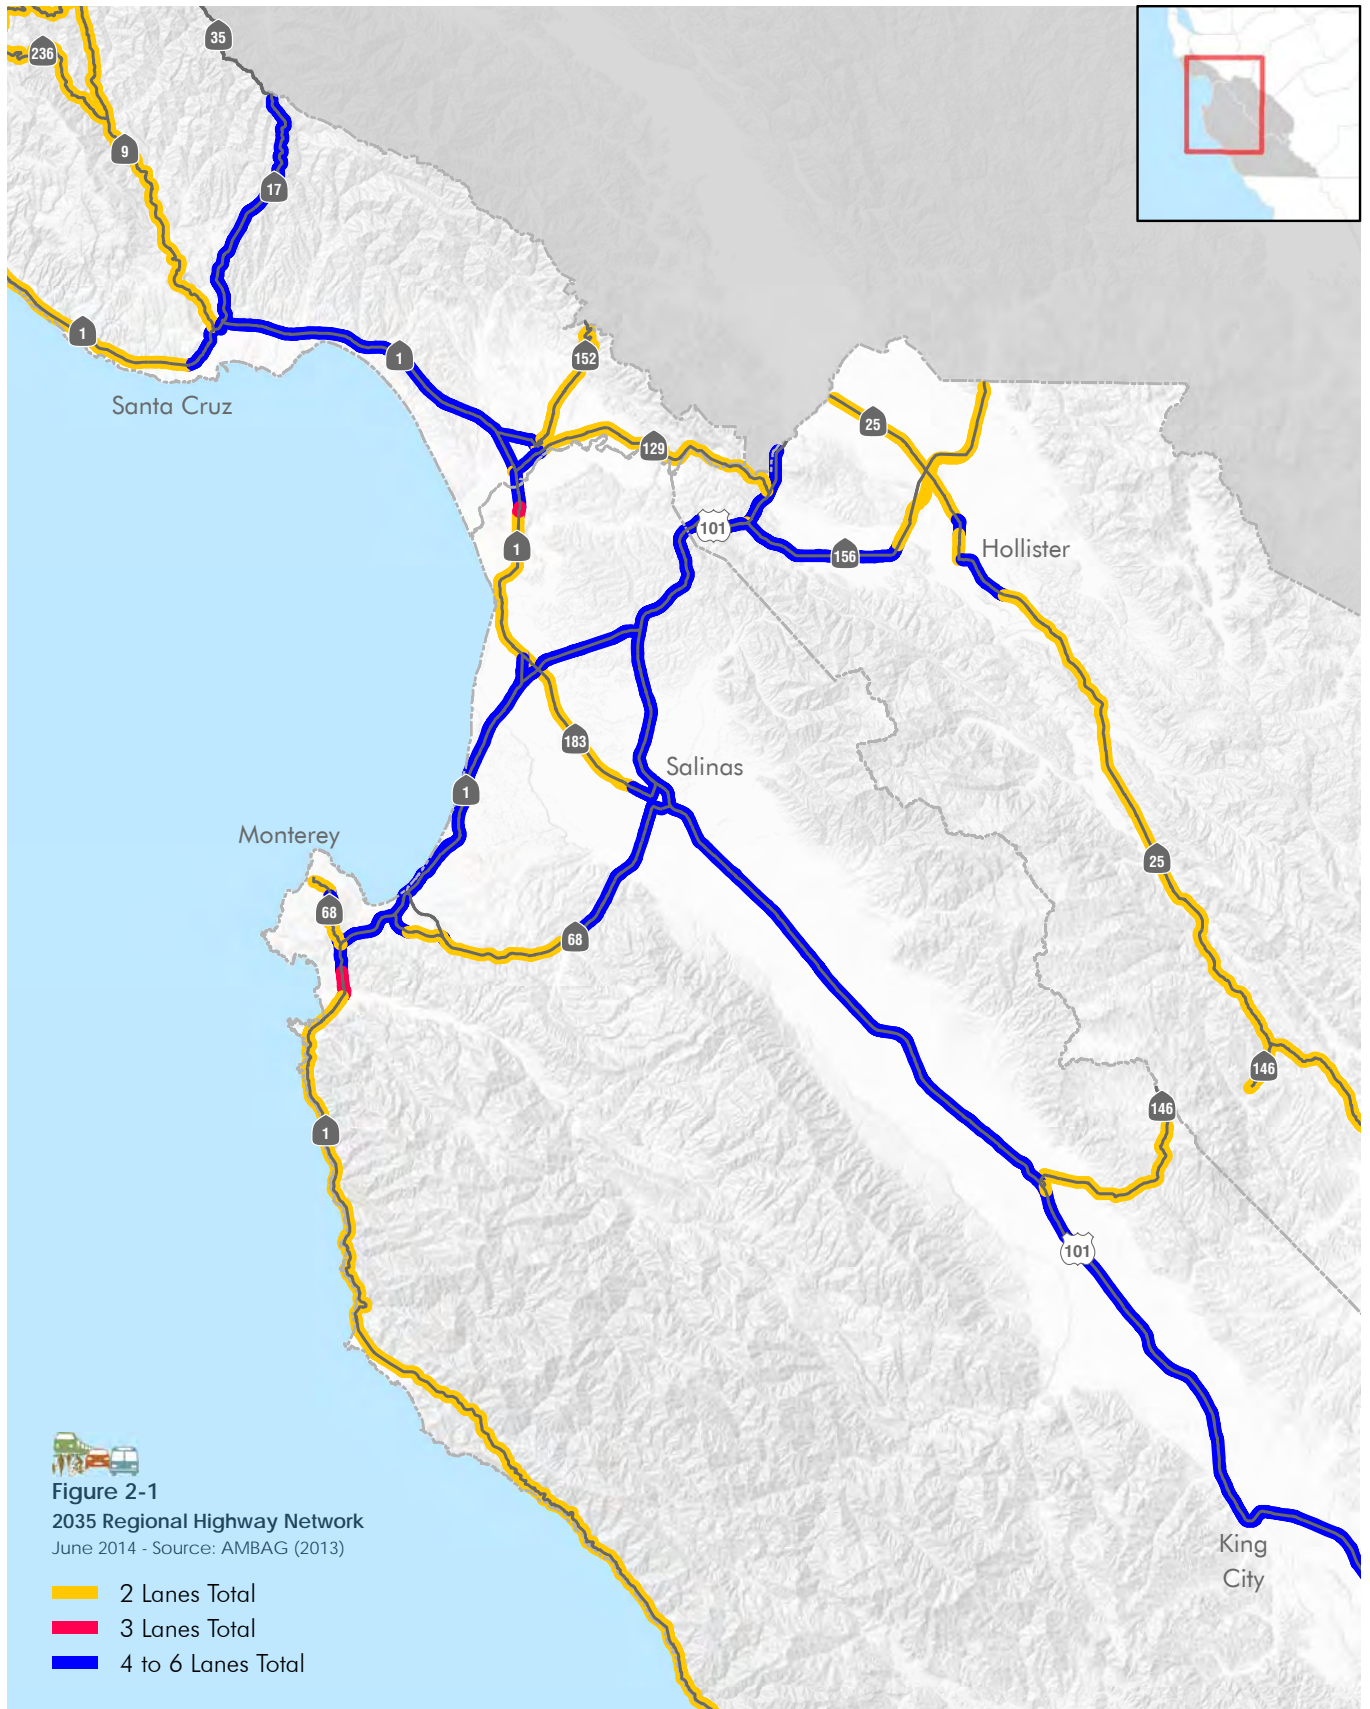 35
236
9
17
1
1
152
Santa Cruz
25
129
101
1
156
Hollister
183
Salinas
1
Monterey
25
68
68
146
146
1
101
Figure 2-1
2035 Regional Highway Network
June 2014 - Source: AMBAG (2013)
King
City
2 Lanes Total
3 Lanes Total
4 to 6 Lanes Total